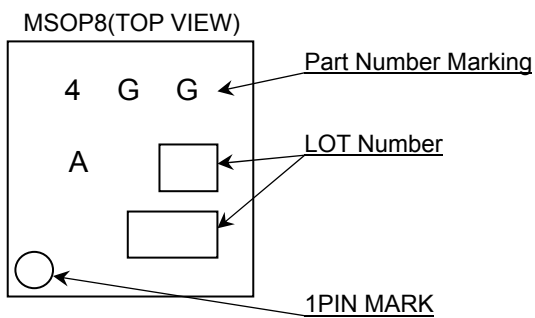 MSOP8(TOP VIEW)
4 G G
Part Number Marking
A
LOT Number
1PIN MARK